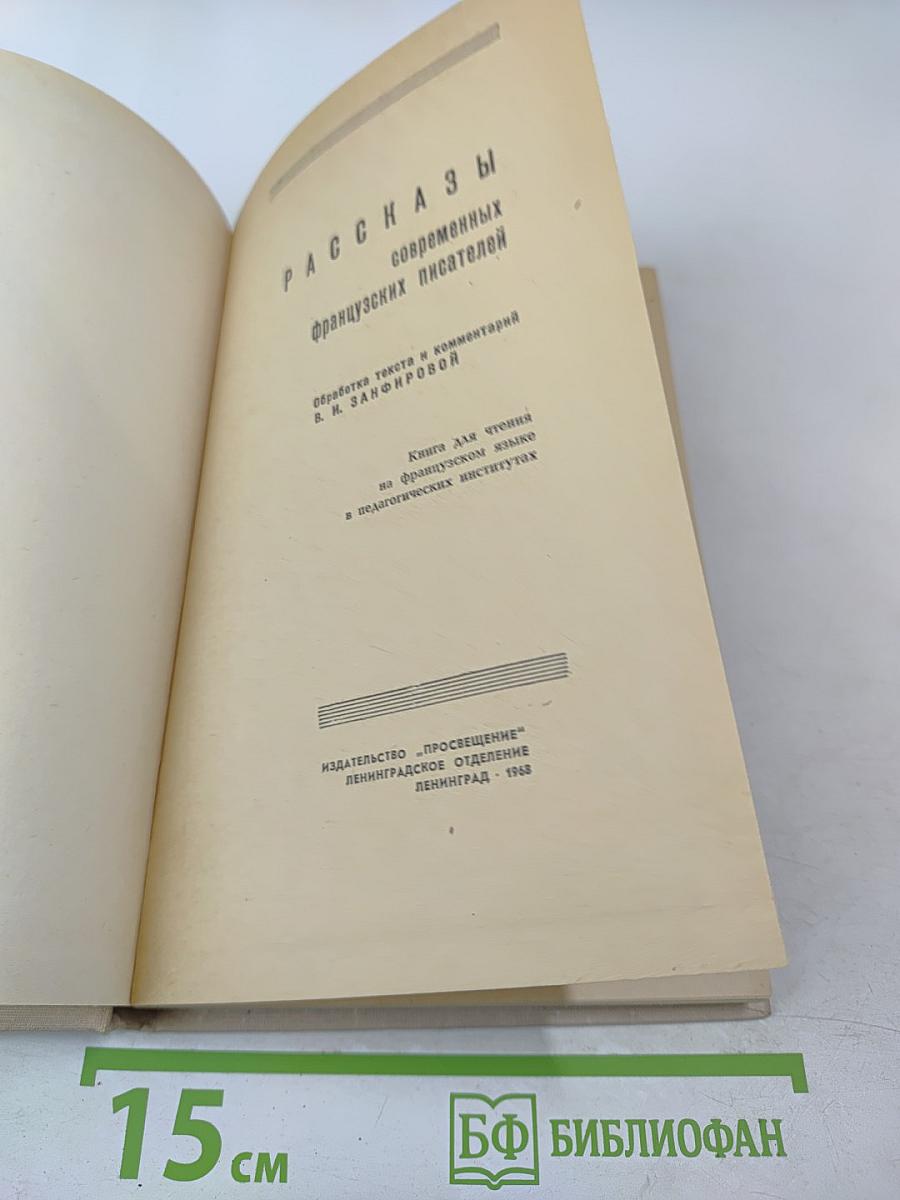 РАССКАЗЫ
современных
французских писателей
Обработка текста и комментарий
В. И. ЗАНФИРОВОЙ
Книга для чтения
на французском языке
в педагогических институтах
ИЗДАТЕЛЬСТВО „ПРОСВЕЩЕНИЕ"
ЛЕНИНГРАДСКОЕ ОТДЕЛЕНИЕ
ЛЕНИНГРАД · 1968
15 см
БФ БИБЛИОФАН